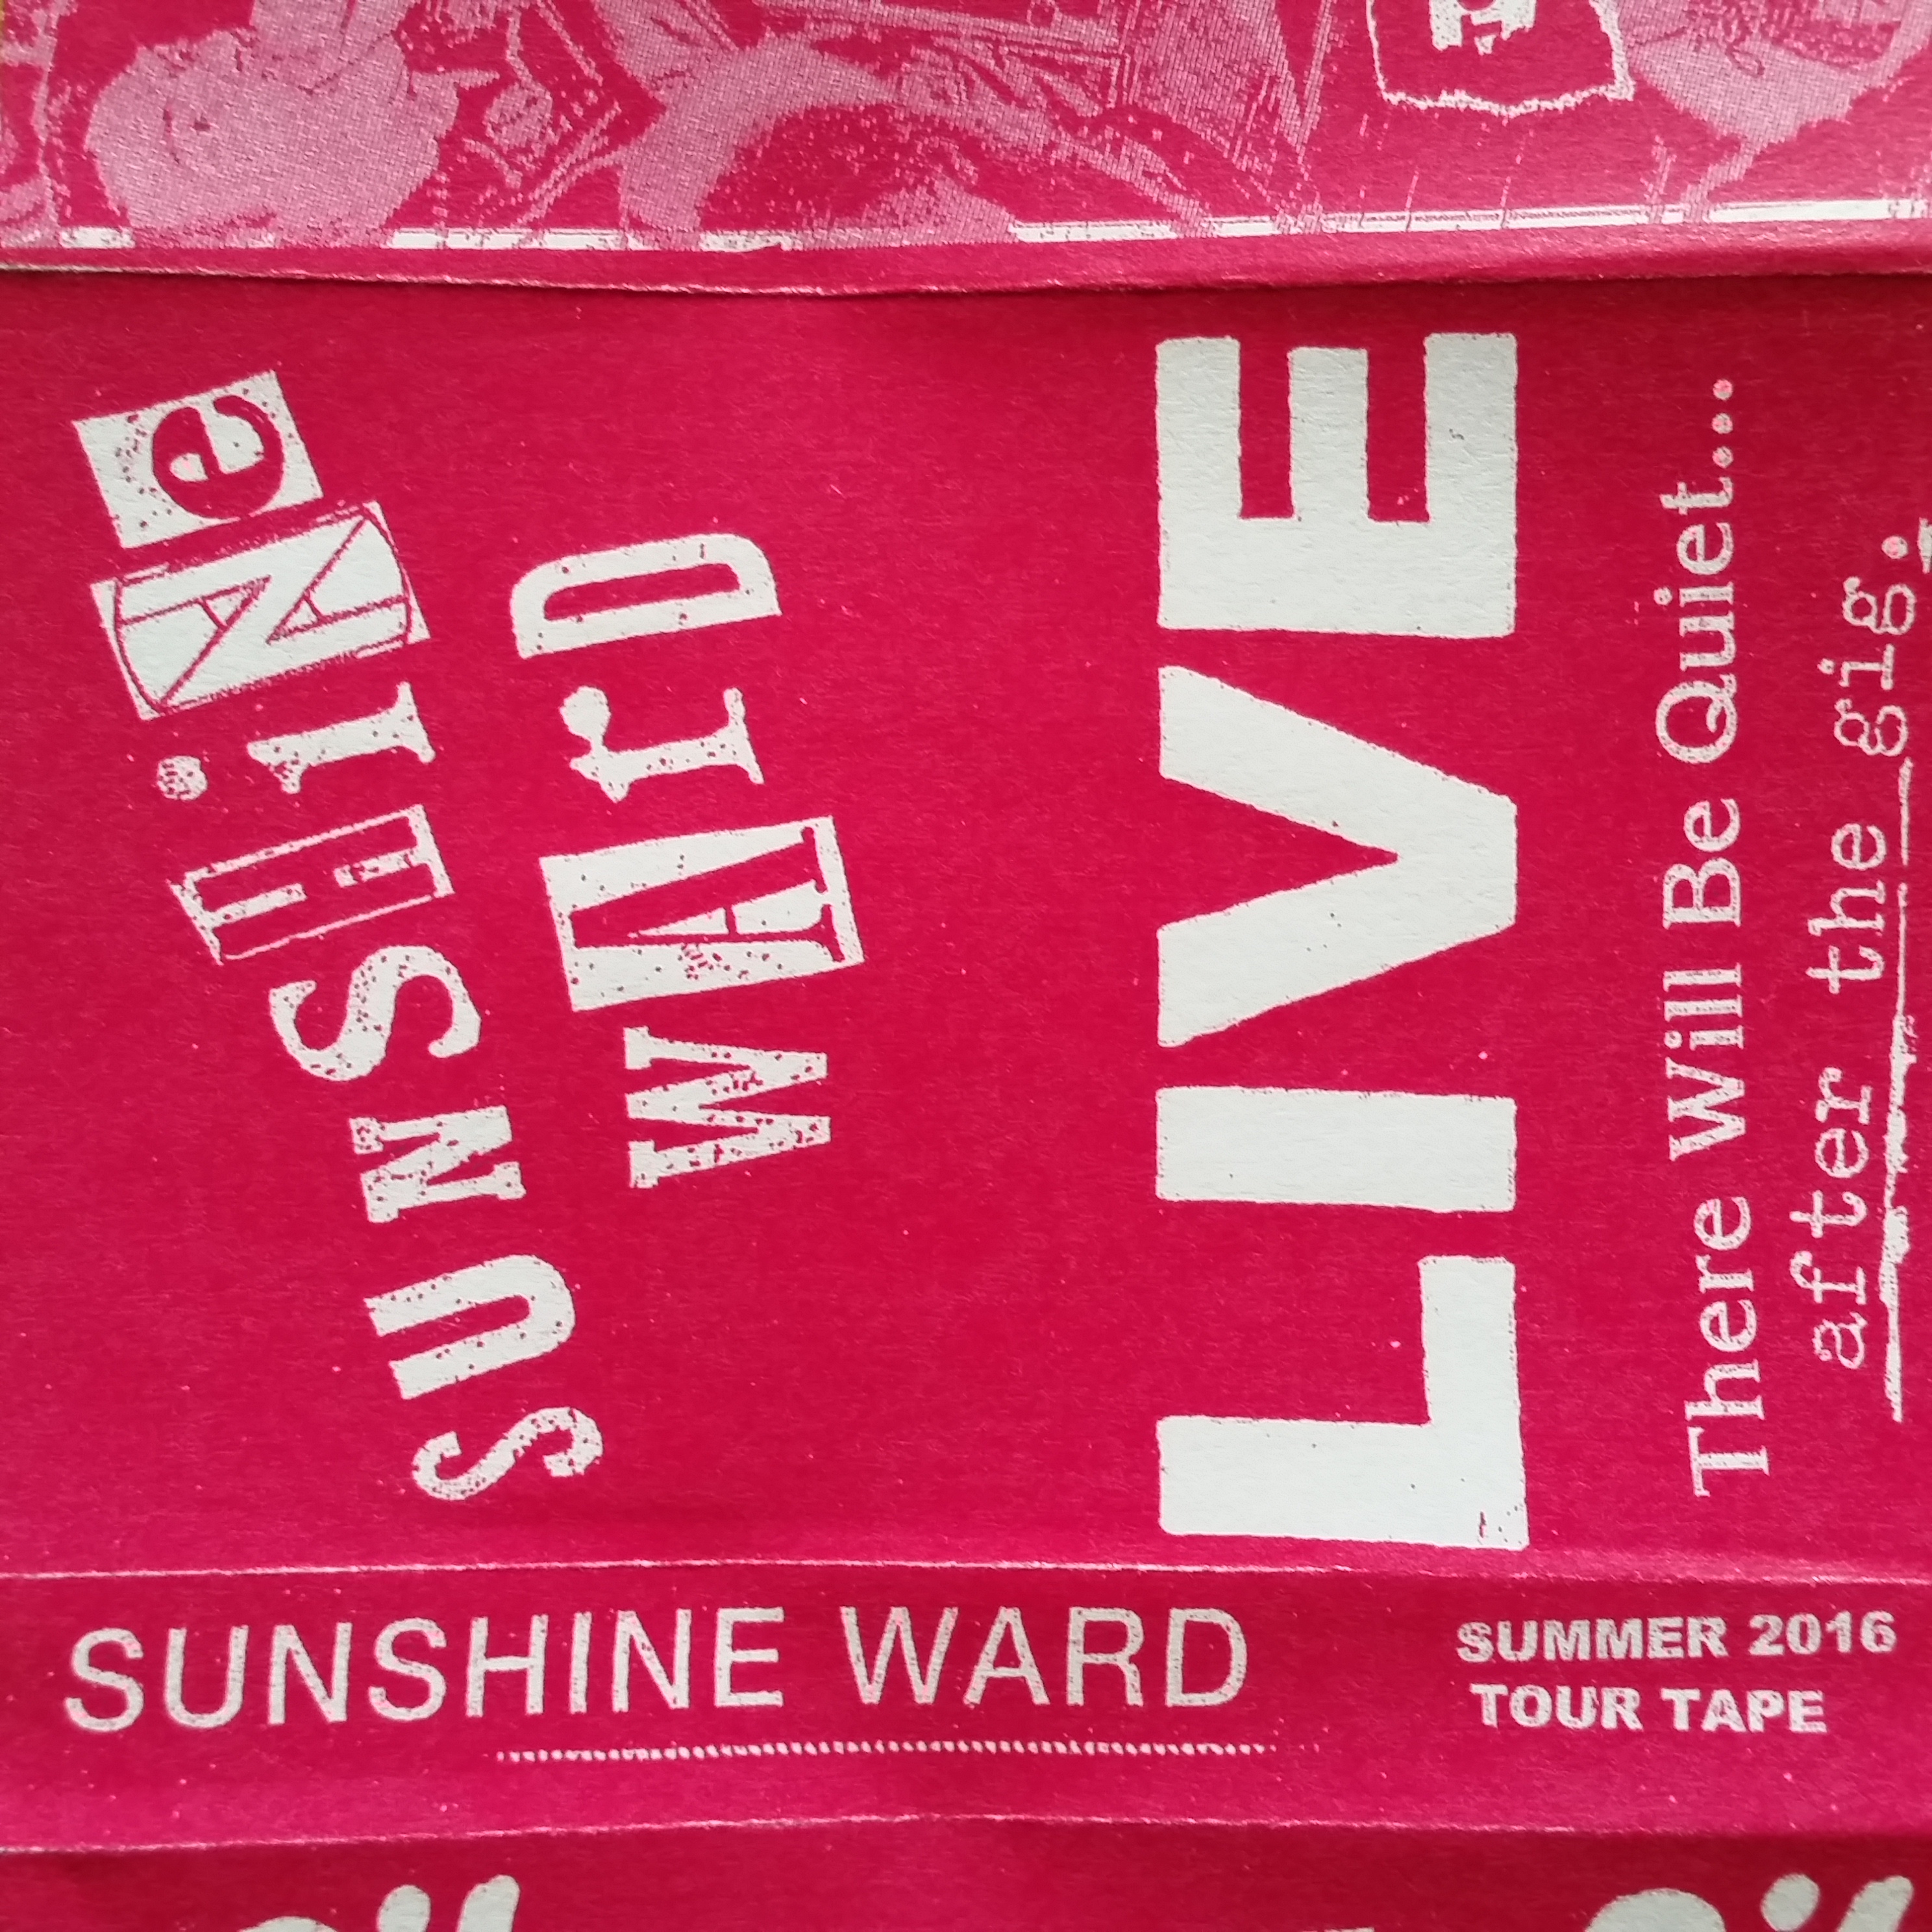 SUNSHiNe
WArD
LIVE
There Will Be Quiet...
after the gig.
SUNSHINE WARD
SUMMER 2016
TOUR TAPE